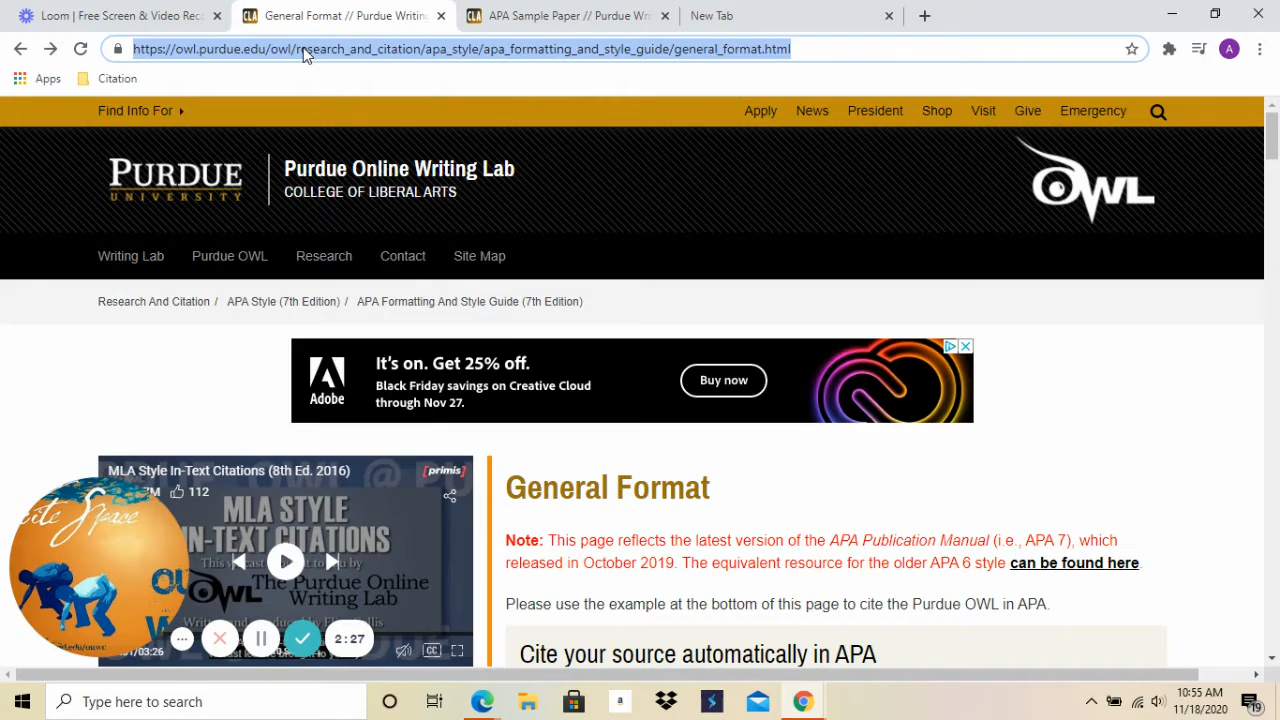 Loom | Free Screen & Video Rec
General Format // Purdue Writin
APA Sample Paper // Purdue Wri
New Tab
https://owl.purdue.edu/owl/research_and_citation/apa_style/apa_formatting_and_style_guide/general_format.html
A
Apps
Citation
Find Info For
Apply
News
President
Shop
Visit
Give
Emergency
PURDUE
UNIVERSITY
Purdue Online Writing Lab
COLLEGE OF LIBERAL ARTS
OWL
Writing Lab
Purdue OWL
Research
Contact
Site Map
Research And Citation /
APA Style (7th Edition) /
APA Formatting And Style Guide (7th Edition)
Adobe
It's on. Get 25% off.
Black Friday savings on Creative Cloud
through Nov 27.
Buy now
MLA Style In-Text Citations (8th Ed. 2016)
[primis]
112
MLA STYLE
IN-TEXT CITATIONS
The Purdue Online
Writing Lab
2:27
/03:26
CC
General Format
Note: This page reflects the latest version of the APA Publication Manual (i.e., APA 7), which
released in October 2019. The equivalent resource for the older APA 6 style can be found here.
Please use the example at the bottom of this page to cite the Purdue OWL in APA.
Cite your source automatically in APA
Type here to search
a
10:55 AM
11/18/2020
19